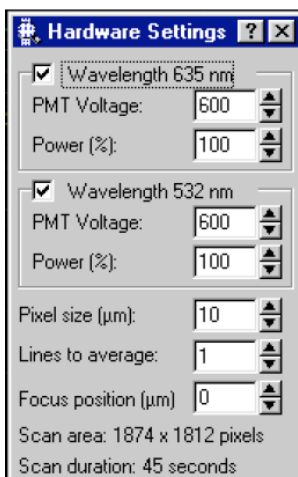 Hardware Settings ? X
Wavelength 635 nm
PMT Voltage: 600
Power (%): 100
Wavelength 532 nm
PMT Voltage: 600
Power (%): 100
Pixel size (µm): 10
Lines to average: 1
Focus position (µm) 0
Scan area: 1874 x 1812 pixels
Scan duration: 45 seconds